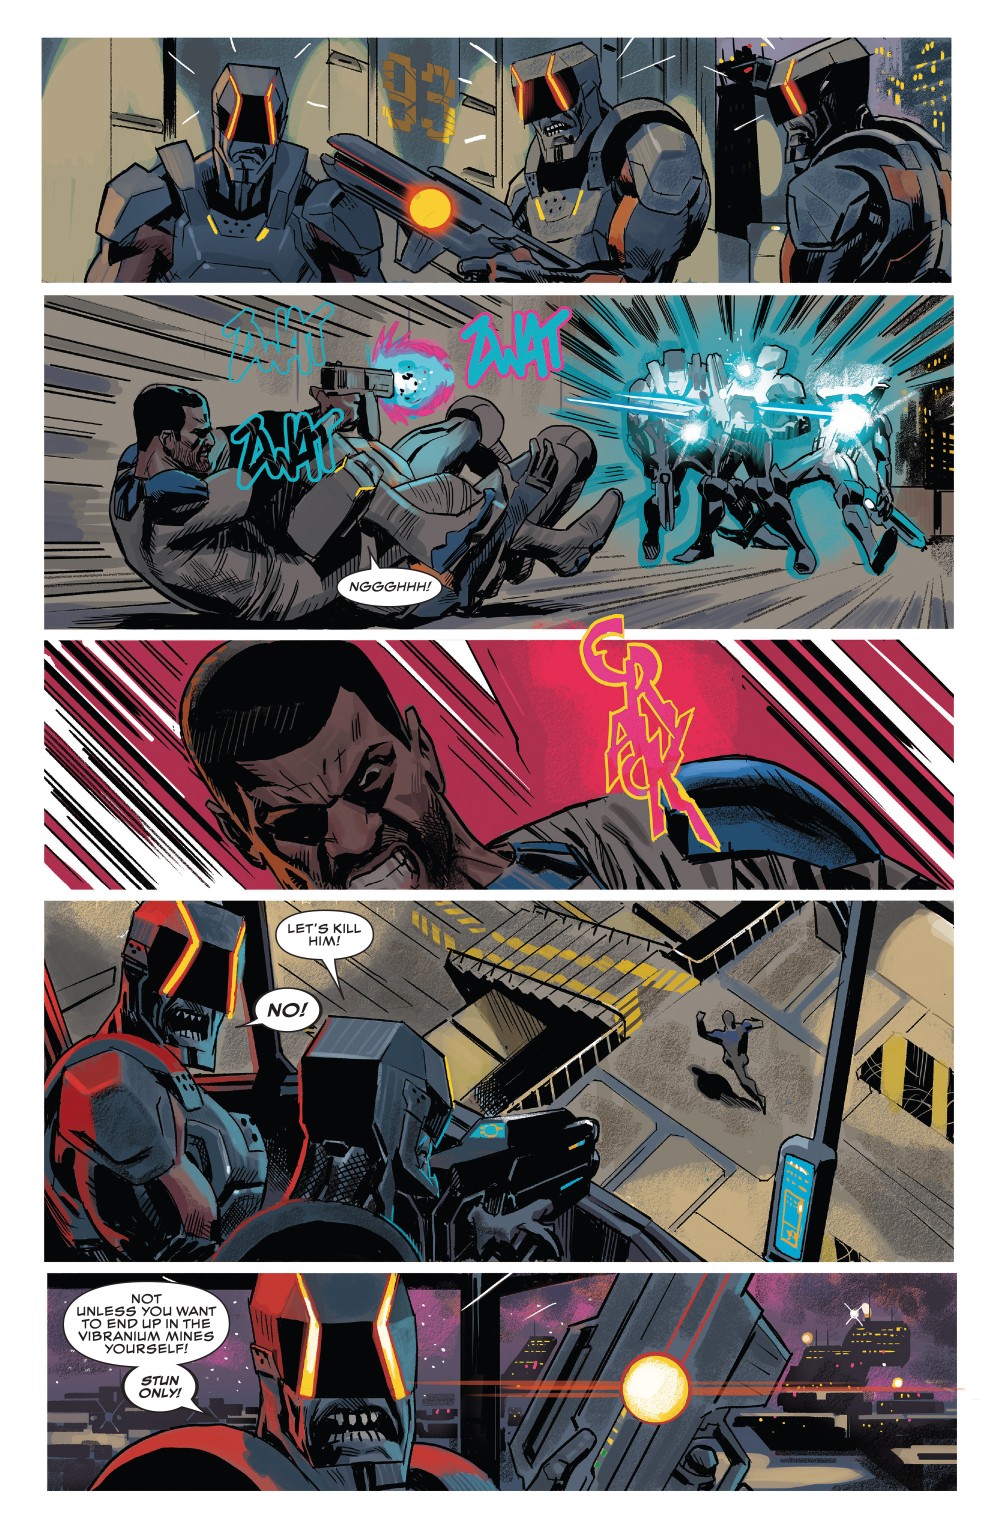 93
ZWAT
ZWAT
ZWAT
NGGGHHH!
CRACK
LET'S KILL
HIM!
NO!
NOT
UNLESS YOU WANT
TO END UP IN THE
VIBRANIUM MINES
YOURSELF!
STUN
ONLY!